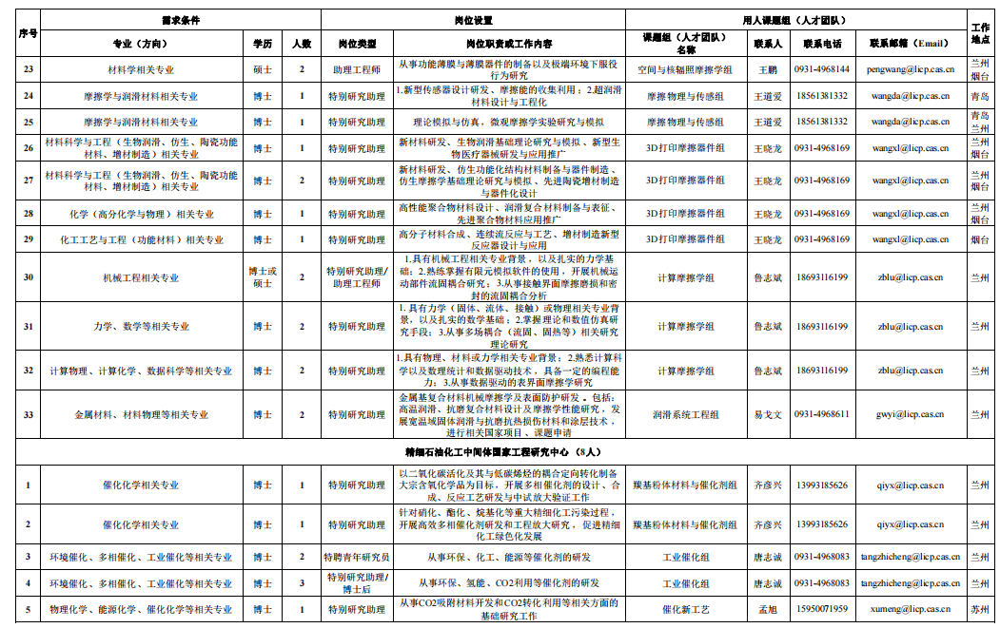 序号 需求条件 岗位设置 用人课题组（人才团队） 工作地点
专业（方向） 学历 人数 岗位类型 岗位职责或工作内容 课题组（人才团队）名称 联系人 联系电话 联系邮箱（Email）
23 材料学相关专业 硕士 2 助理工程师 从事功能薄膜与薄膜器件的制备以及极端环境下服役行为研究 空间与核辐照摩擦学组 王鹏 0931-4968144 pengwang@licp.cas.cn 兰州 烟台
24 摩擦学与润滑材料相关专业 博士 1 特别研究助理 1.新型传感器设计研发、摩擦能的收集利用；2.超润滑材料设计与工程化 摩擦物理与传感组 王道爱 18561381332 wangda@licp.cas.cn 青岛
25 摩擦学与润滑材料相关专业 博士 1 特别研究助理 理论模拟与仿真，微观摩擦学实验研究与模拟 摩擦物理与传感组 王道爱 18561381332 wangda@licp.cas.cn 青岛 兰州
26 材料科学与工程（生物润滑、仿生、陶瓷功能材料、增材制造）相关专业 博士 1 特别研究助理 新材料研发、生物润滑基础理论研究与模拟、新型生物医疗器械研发与应用推广 3D打印摩擦器件组 王晓龙 0931-4968169 wangxl@licp.cas.cn 兰州 烟台
27 材料科学与工程（生物润滑、仿生、陶瓷功能材料、增材制造）相关专业 博士 2 特别研究助理 新材料研发、仿生功能化结构材料制备与器件制造、仿生摩擦学基础理论研究与模拟、先进陶瓷增材制造与器件化设计 3D打印摩擦器件组 王晓龙 0931-4968169 wangxl@licp.cas.cn 兰州 烟台
28 化学（高分化学与物理）相关专业 博士 1 特别研究助理 高性能聚合物材料设计、润滑复合材料制备与表征、先进聚合物材料应用推广 3D打印摩擦器件组 王晓龙 0931-4968169 wangxl@licp.cas.cn 兰州 烟台
29 化工工艺与工程（功能材料）相关专业 博士 1 特别研究助理 高分子材料合成、连续流反应与工艺、增材制造新型反应器设计与应用 3D打印摩擦器件组 王晓龙 0931-4968169 wangxl@licp.cas.cn 烟台
30 机械工程相关专业 博士或硕士 2 特别研究助理/助理工程师 1.具有机械工程相关专业背景，以及扎实的力学基础；2.熟练掌握有限元模拟软件的使用，开展机械运动部件流固耦合研究；3.从事接触界面摩擦磨损和密封的流固耦合分析 计算摩擦学组 鲁志斌 18693116199 zblu@licp.cas.cn 兰州
31 力学、数学等相关专业 博士 2 特别研究助理 1. 具有力学（固体、流体、接触）或物理相关专业背景，以及扎实的数学基础；2.掌握理论和数值仿真研究手段；3.从事多场耦合（流固、固热等）相关研究理论研究 计算摩擦学组 鲁志斌 18693116199 zblu@licp.cas.cn 兰州
32 计算物理、计算化学、数据科学等相关专业 博士 2 特别研究助理 1.具有物理、材料或力学相关专业背景；2.熟悉计算科学以及数理统计和数据驱动技术，具备一定的编程能力；3.从事数据驱动的表界面摩擦学研究 计算摩擦学组 鲁志斌 18693116199 zblu@licp.cas.cn 兰州
33 金属材料、材料物理等相关专业 博士 2 特别研究助理 金属基复合材料机械摩擦学及表面防护研发。包括：高温润滑、抗磨复合材料设计及摩擦学性能研究，发展宽温域固体润滑与抗磨抗热损伤材料和涂层技术，进行相关国家项目、课题申请 润滑系统工程组 易戈文 0931-4968611 gwyi@licp.cas.cn 兰州
精细石油化工中间体国家工程研究中心（8人）
1 催化化学相关专业 博士 1 特别研究助理 以二氧化碳活化及其与低碳烯烃的耦合定向转化制备大宗含氧化学品为目标，开展多相催化剂的设计、合成、反应工艺研发与中试放大验证工作 羰基粉体材料与催化剂组 齐彦兴 13993185626 qiyx@licp.cas.cn 兰州
2 催化化学相关专业 博士 1 特别研究助理 针对硝化、酯化、烷基化等重大精细化工污染过程，开展高效多相催化剂研发和工程放大研究，促进精细化工绿色化发展 羰基粉体材料与催化剂组 齐彦兴 13993185626 qiyx@licp.cas.cn 兰州
3 环境催化、多相催化、工业催化等相关专业 博士 2 特聘青年研究员 从事环保、化工、能源等催化剂的研发 工业催化组 唐志诚 0931-4968083 tangzhicheng@licp.cas.cn 兰州
4 环境催化、多相催化、工业催化等相关专业 博士 3 特别研究助理/博士后 从事环保、氢能、CO2利用等催化剂的研发 工业催化组 唐志诚 0931-4968083 tangzhicheng@licp.cas.cn 兰州
5 物理化学、能源化学、催化化学等相关专业 博士 1 特别研究助理 从事CO2吸附材料开发和CO2转化利用等相关方面的基础研究工作 催化新工艺 孟旭 15950071959 xumeng@licp.cas.cn 苏州